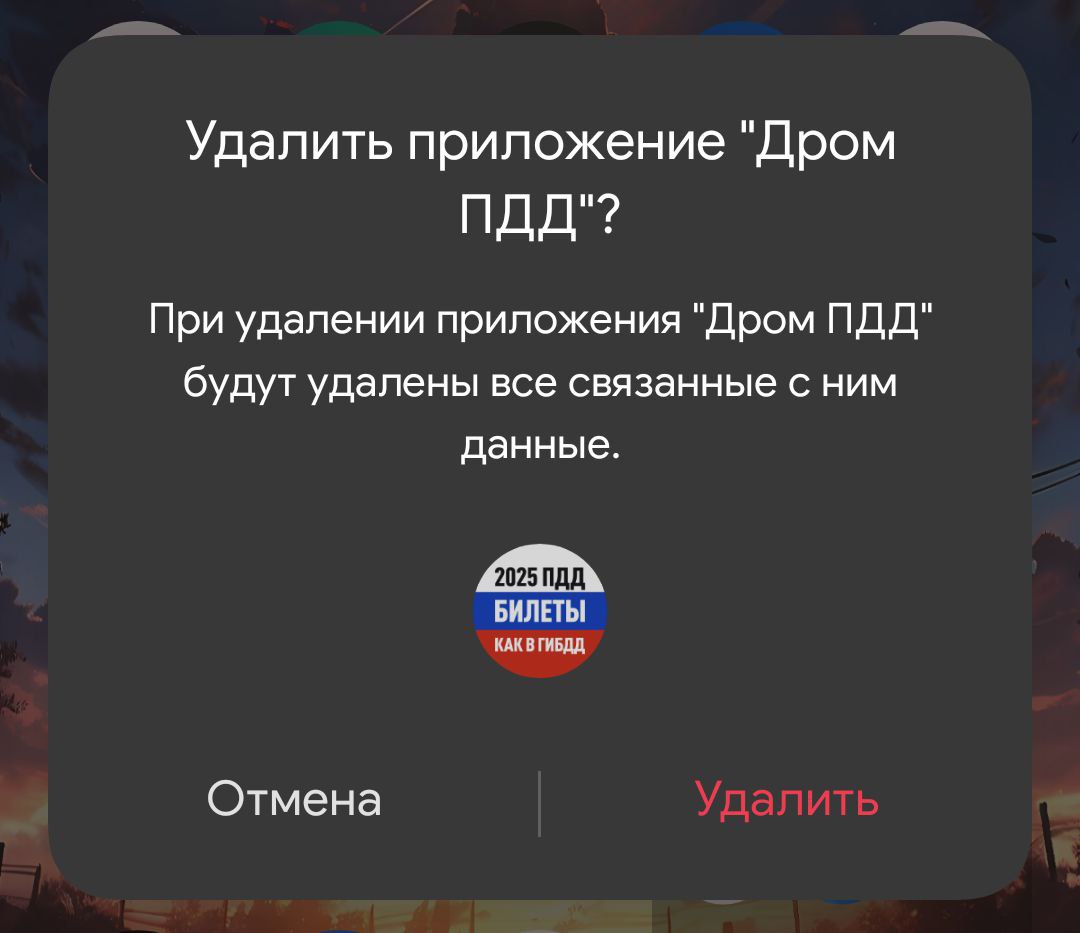 Удалить приложение "Дром
ПДД"?
При удалении приложения "Дром ПДД"
будут удалены все связанные с ним
данные.
2025 ПДД
БИЛЕТЫ
КАК В ГИБДД
Отмена
Удалить